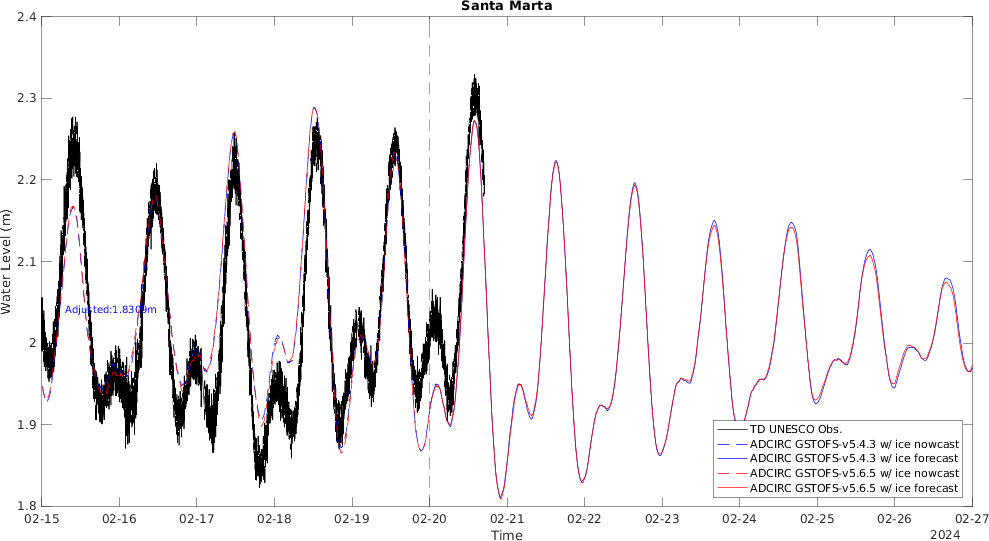 Santa Marta
2.4
2.3
2.2
2.1
2
1.9
1.8
Water Level (m)
Adjusted:1.8309m
TD UNESCO Obs.
ADCIRC GSTOFS-v5.4.3 w/ ice nowcast
ADCIRC GSTOFS-v5.4.3 w/ ice forecast
ADCIRC GSTOFS-v5.6.5 w/ ice nowcast
ADCIRC GSTOFS-v5.6.5 w/ ice forecast
02-15 02-16 02-17 02-18 02-19 02-20 02-21 02-22 02-23 02-24 02-25 02-26 02-27
Time
2024